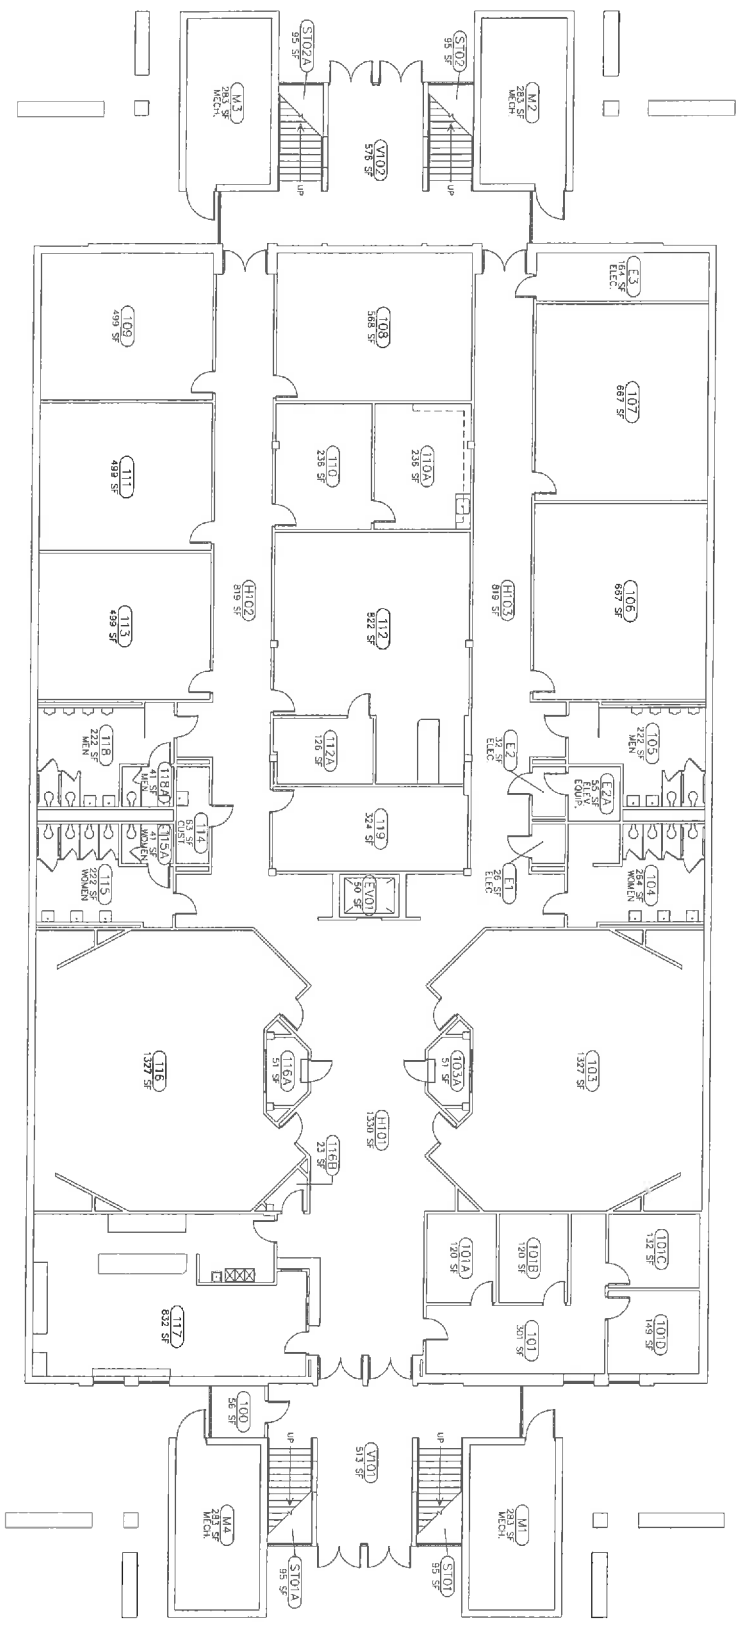 ST02A
95 SF
ST02
95 SF
M3
283 SF
MECH.
M2
283 SF
MECH.
V102
576 SF
UP
UP
E3
164 SF
ELEC.
109
499 SF
108
568 SF
107
667 SF
111
499 SF
110
236 SF
110A
236 SF
106
667 SF
113
499 SF
H102
819 SF
112
822 SF
H103
819 SF
118
222 SF
MEN
112A
126 SF
E2
32 SF
ELEC
105
222 SF
MEN
118A
41 SF
MEN
E2A
55 SF
ELEV.
EQUIP.
114
63 SF
CUST.
119
324 SF
115A
41 SF
WOMEN
115
222 SF
WOMEN
EV01
50 SF
E1
26 SF
ELEC
104
264 SF
WOMEN
116
1327 SF
116A
51 SF
103A
51 SF
103
1327 SF
H101
1330 SF
116B
23 SF
101A
120 SF
101B
120 SF
101C
132 SF
117
832 SF
101
301 SF
101D
149 SF
100
56 SF
V101
513 SF
UP
UP
M4
283 SF
MECH.
M1
283 SF
MECH.
ST01A
95 SF
ST01
95 SF